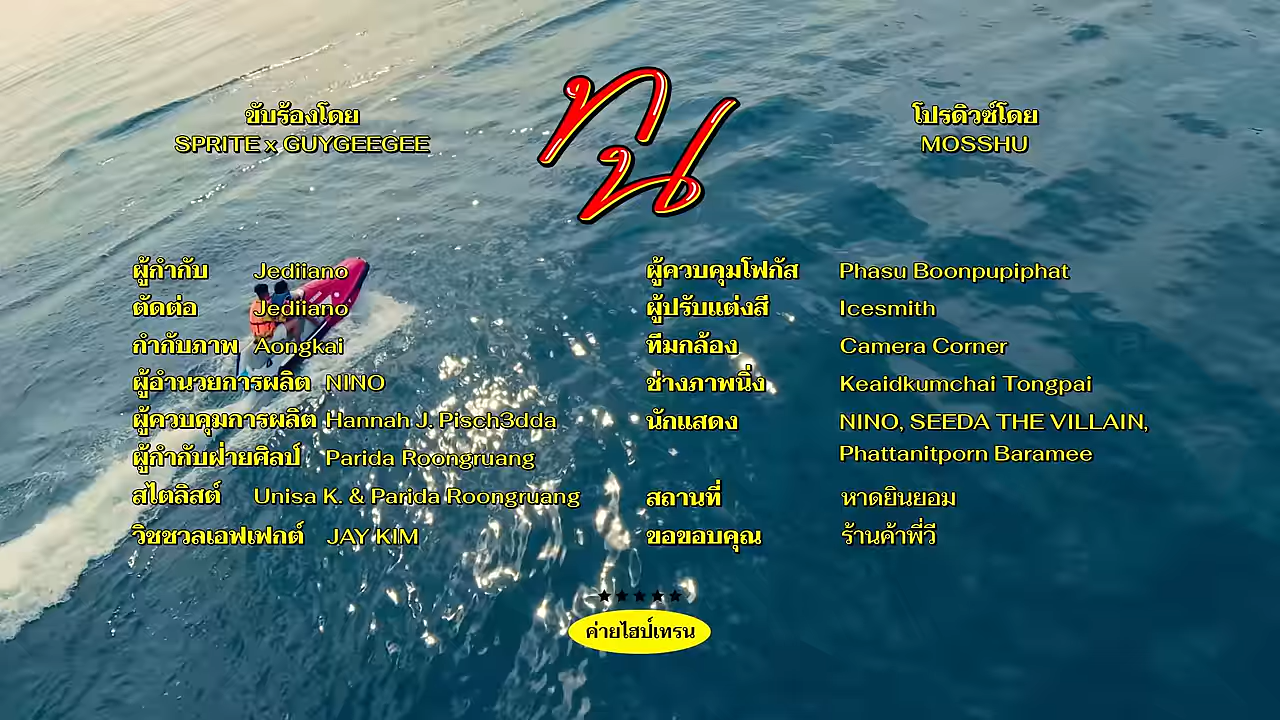 ทน
ขับร้องโดย
SPRITE x GUYGEEGEE
โปรดิวซ์โดย
MOSSHU
ผู้กำกับ Jediiano
ตัดต่อ Jediiano
กำกับภาพ Aongkai
ผู้อำนวยการผลิต NINO
ผู้ควบคุมการผลิต Hannah J. Pisch3dda
ผู้กำกับฝ่ายศิลป์ Parida Roongruang
สไตลิสต์ Unisa K. & Parida Roongruang
วิชชวลเอฟเฟกต์ JAY KIM
ผู้ควบคุมโฟกัส Phasu Boonpupiphat
ผู้ปรับแต่งสี Icesmith
ทีมกล้อง Camera Corner
ช่างภาพนิ่ง Keaidkumchai Tongpai
นักแสดง NINO, SEEDA THE VILLAIN,
Phattanitporn Baramee
สถานที่ หาดยินยอม
ขอขอบคุณ ร้านค้าพี่วี
ค่ายไฮป์เทรน